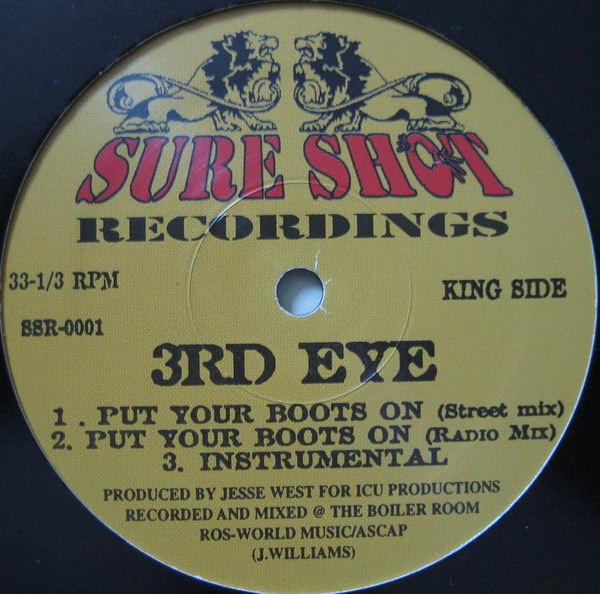 SURE SHOT
RECORDINGS
33-1/3 RPM
KING SIDE
SSR-0001
3RD EYE
1 . PUT YOUR BOOTS ON (Street mix)
2. PUT YOUR BOOTS ON (RADIO MIX)
3. INSTRUMENTAL
PRODUCED BY JESSE WEST FOR ICU PRODUCTIONS
RECORDED AND MIXED @ THE BOILER ROOM
ROS-WORLD MUSIC/ASCAP
(J.WILLIAMS)